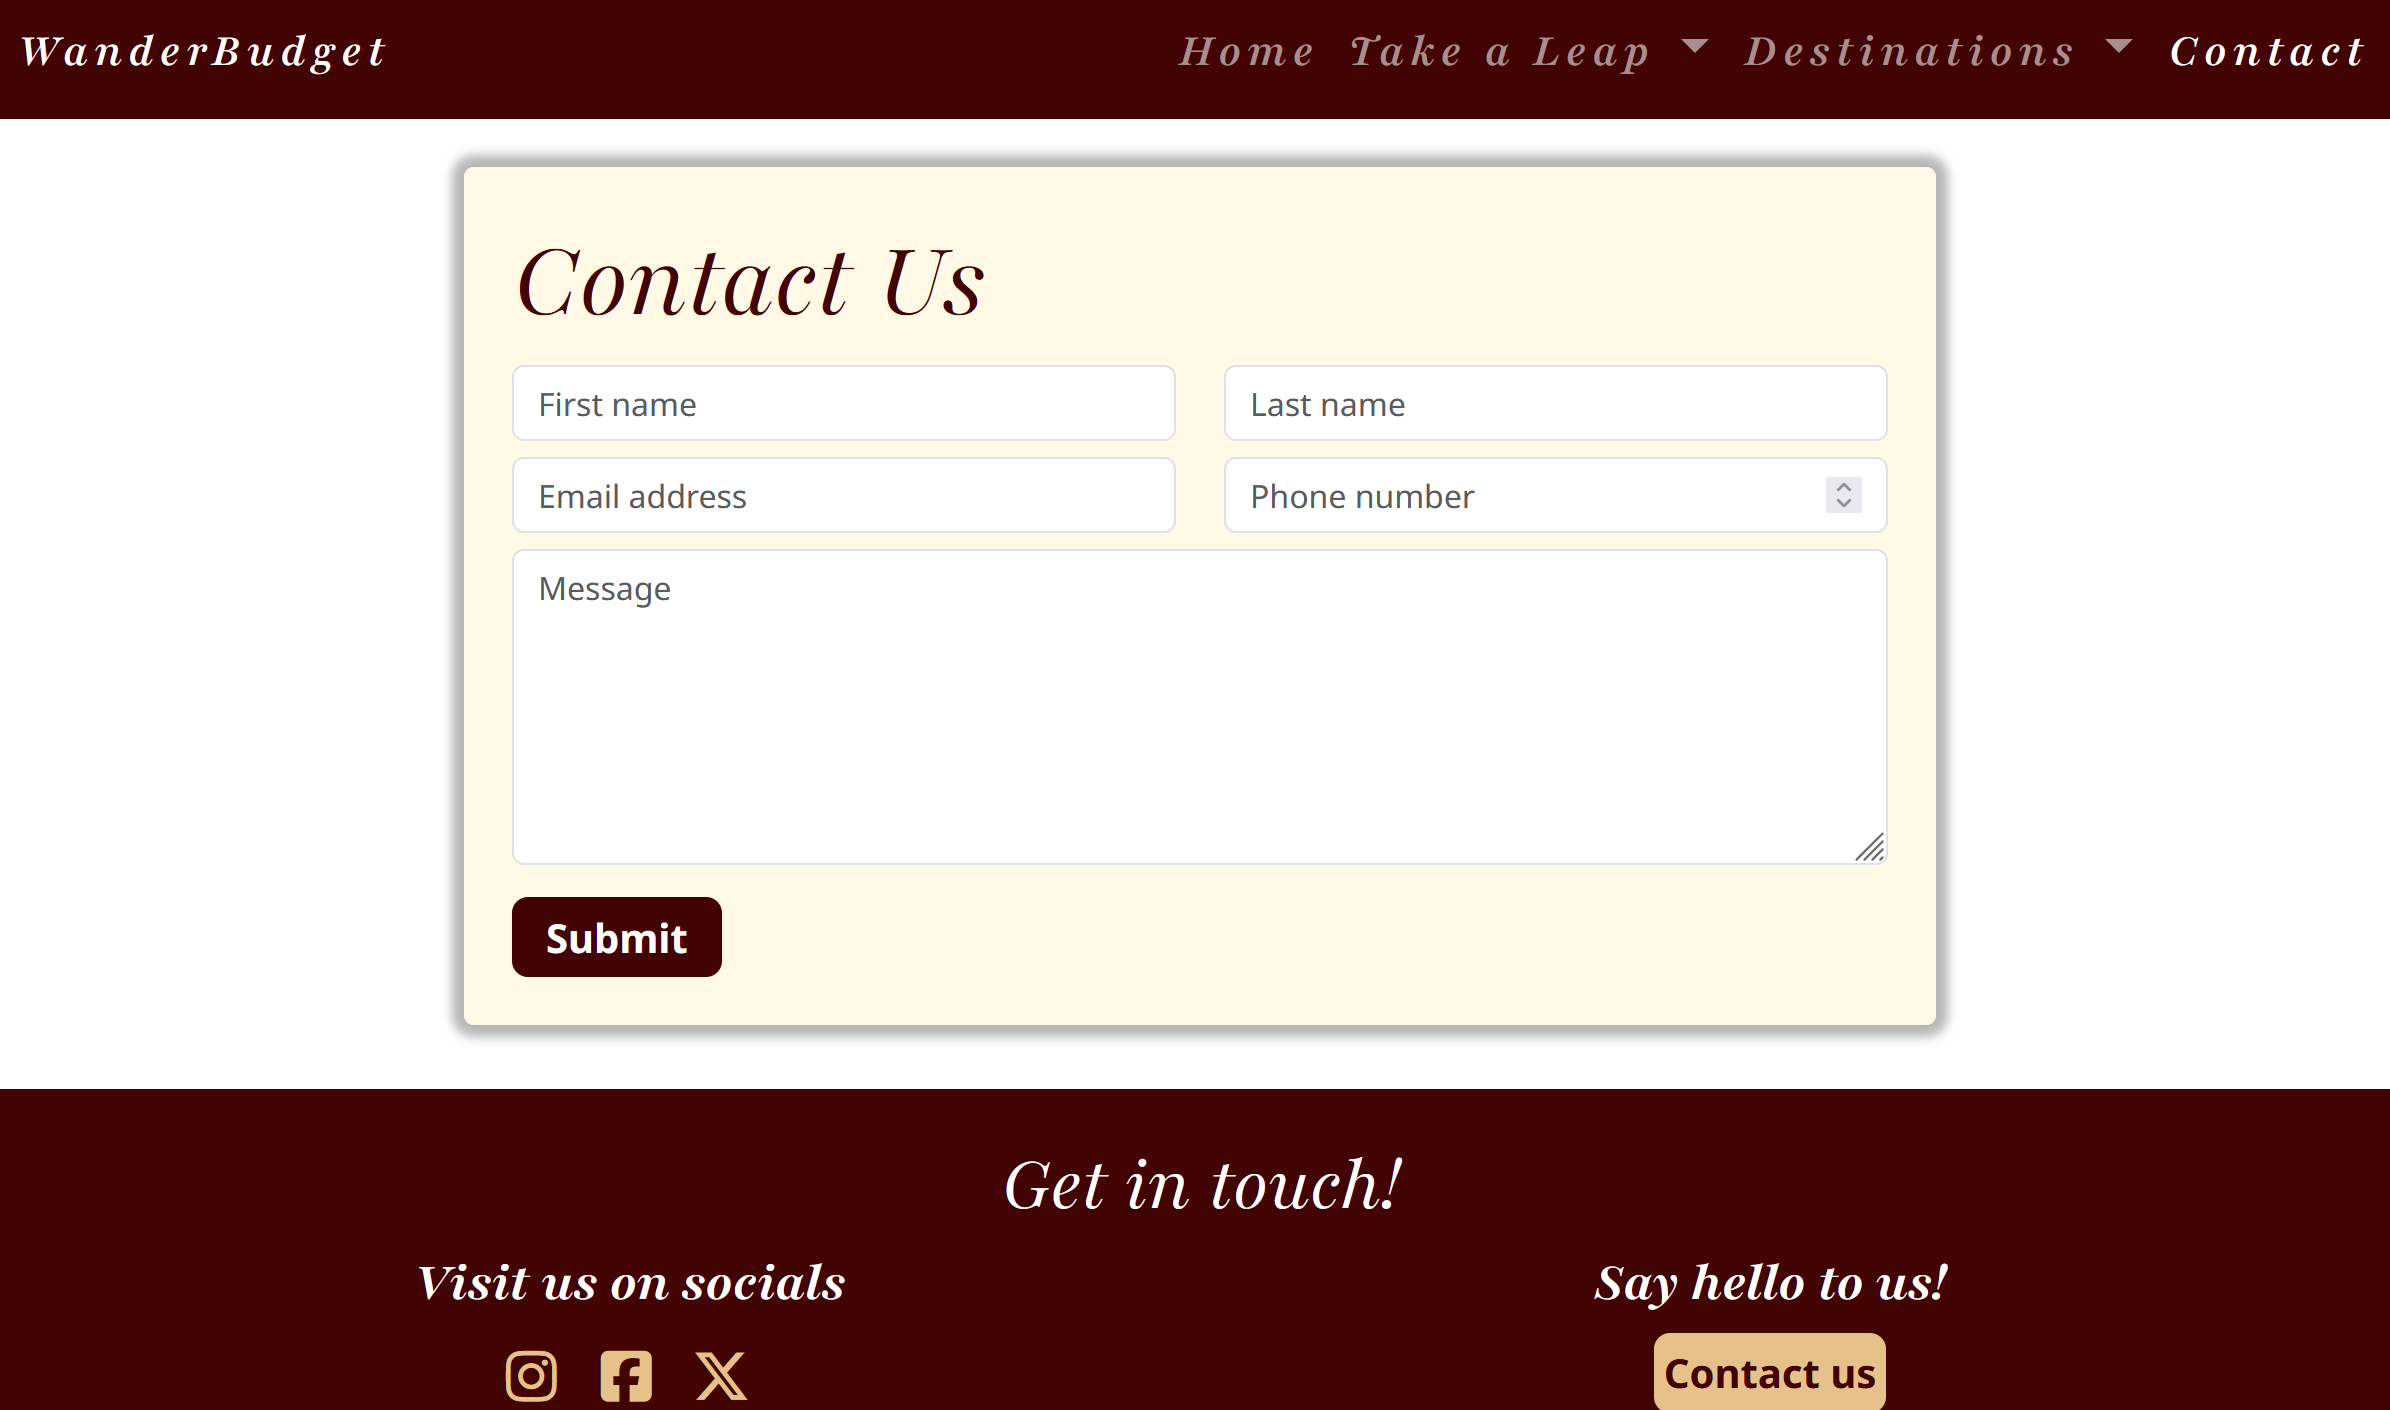 WanderBudget Home Take a Leap Destinations Contact
Contact Us
First name Last name
Email address Phone number
Message
Submit
Get in touch!
Visit us on socials Say hello to us!
Contact us